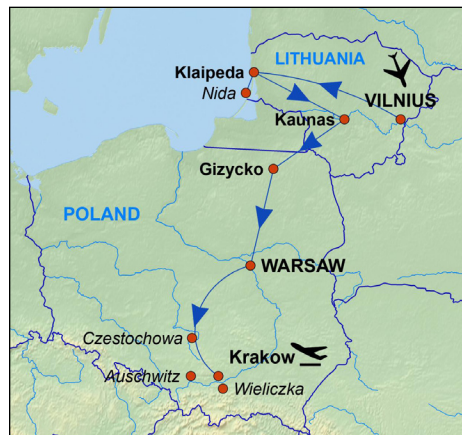 LITHUANIA
Klaipeda
Nida
VILNIUS
Kaunas
Gizycko
POLAND
WARSAW
Czestochowa
Krakow
Auschwitz
Wieliczka